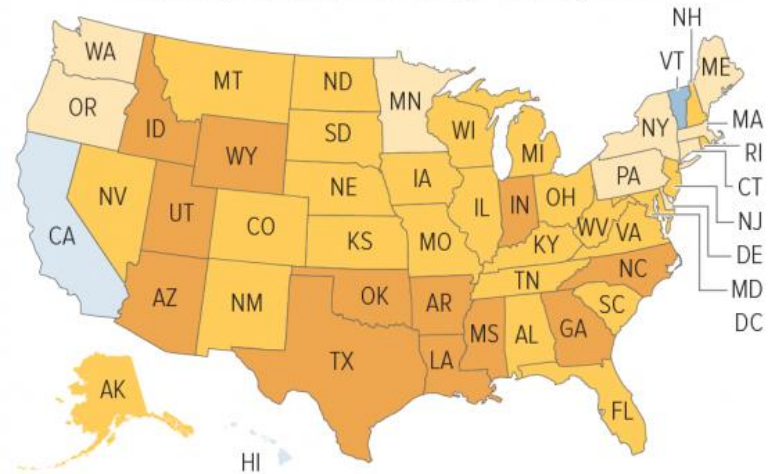 NH
VT
ME
WA
MT
ND
MN
OR
ID
SD
WI
NY
MA
WY
MI
RI
PA
CT
NV
NE
IA
OH
NJ
UT
IL
IN
CA
CO
WV
VA
DE
KS
MO
KY
MD
NC
TN
AZ
OK
AR
SC
NM
DC
MS
AL
GA
TX
LA
AK
FL
HI